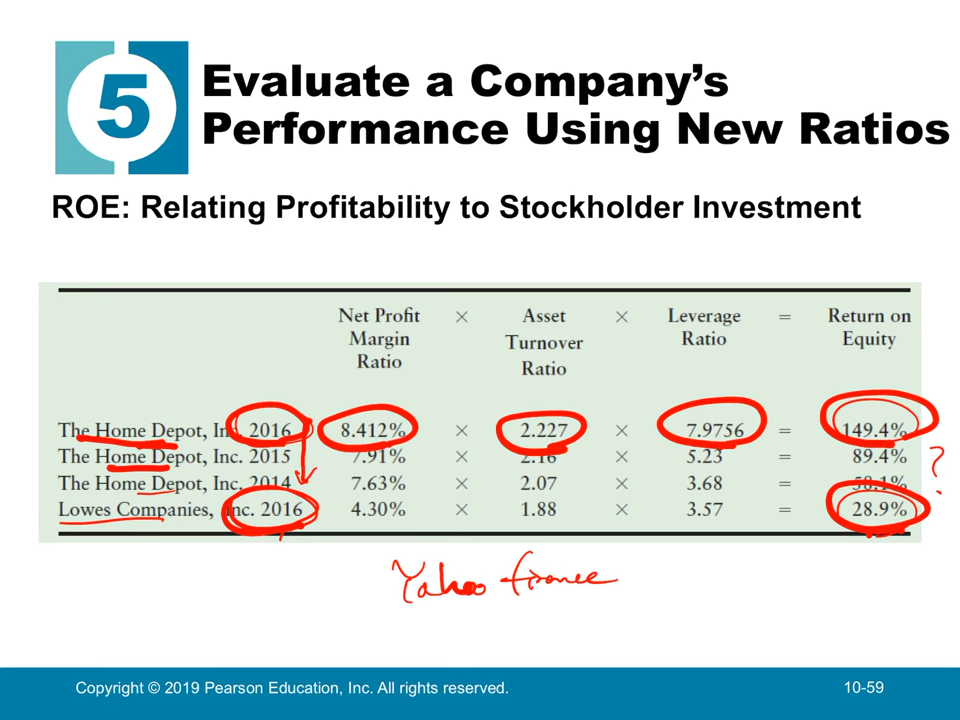 5
Evaluate a Company's
Performance Using New Ratios
ROE: Relating Profitability to Stockholder Investment
Net Profit Margin Ratio × Asset Turnover Ratio × Leverage Ratio = Return on Equity
The Home Depot, Inc. 2016 8.412% × 2.227 × 7.9756 = 149.4%
The Home Depot, Inc. 2015 7.91% × 2.16 × 5.23 = 89.4% ?
The Home Depot, Inc. 2014 7.63% × 2.07 × 3.68 = 58.1%
Lowes Companies, Inc. 2016 4.30% × 1.88 × 3.57 = 28.9%
Yahoo finance
Copyright © 2019 Pearson Education, Inc. All rights reserved. 10-59